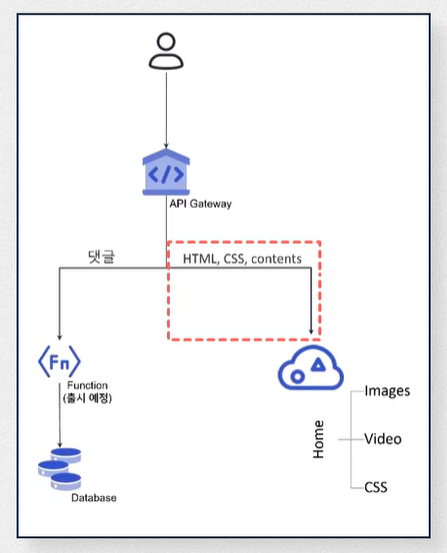 API Gateway
댓글
HTML, CSS, contents
Fn
Function
(출시 예정)
Database
Home
Images
Video
CSS